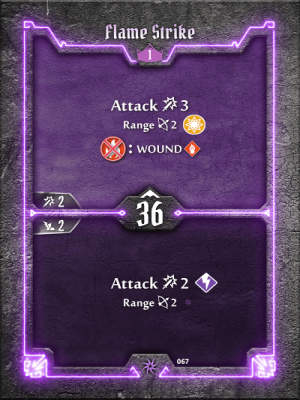 Flame Strike
1
Attack 3
Range 2
: WOUND
2
36
2
Attack 2
Range 2
067